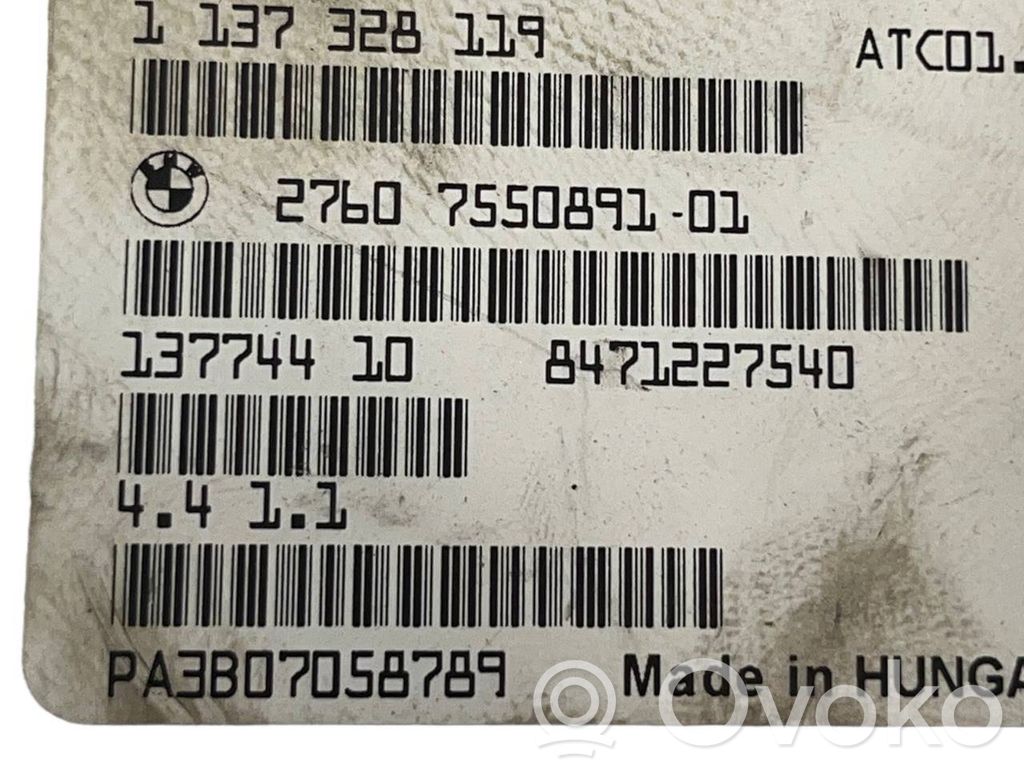 1 137 328 119 ATC01.
BMW
2760 7550891-01
137744 10 8471227540
4.4 1.1
PA3B07058789 Made in HUNGA
Ovoko